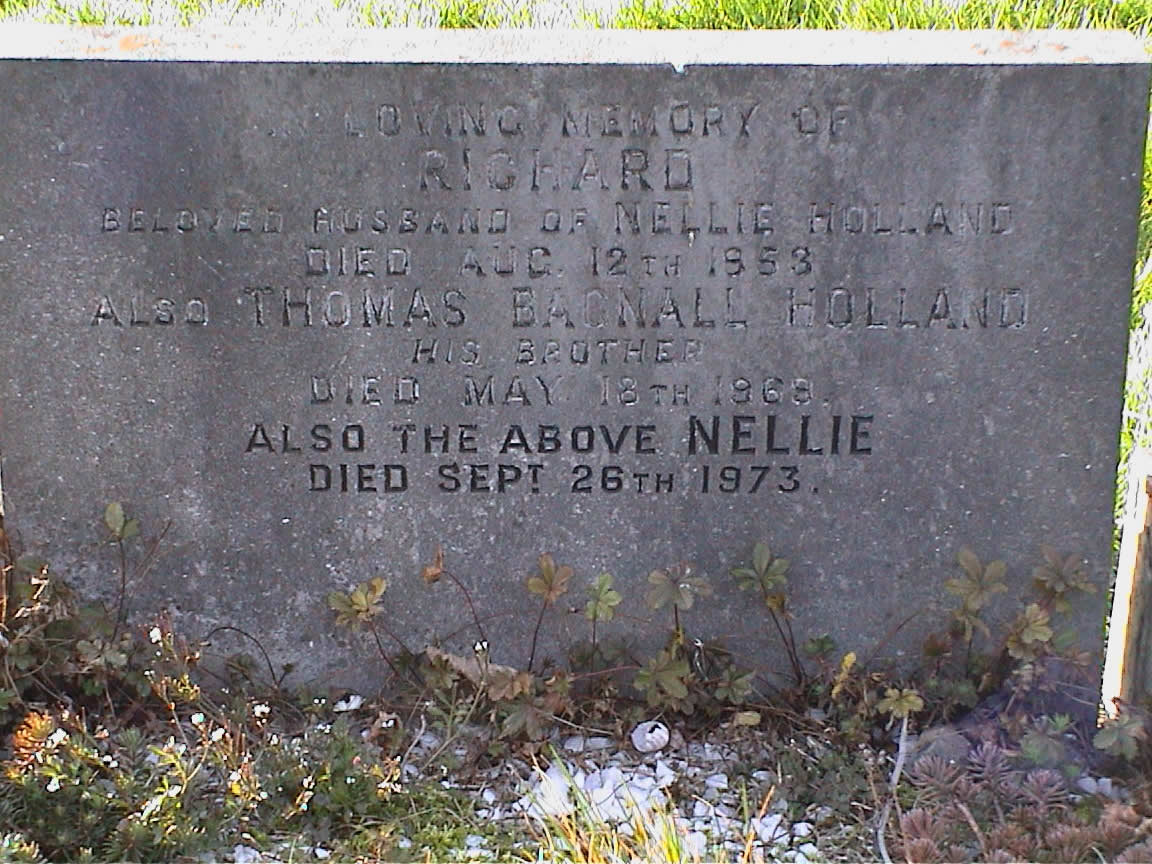 IN LOVING MEMORY OF
RICHARD
BELOVED HUSBAND OF NELLIE HOLLAND
DIED AUG. 12TH 1953
ALSO THOMAS BAGNALL HOLLAND
HIS BROTHER
DIED MAY 18TH 1969.
ALSO THE ABOVE NELLIE
DIED SEPT. 26TH 1973.